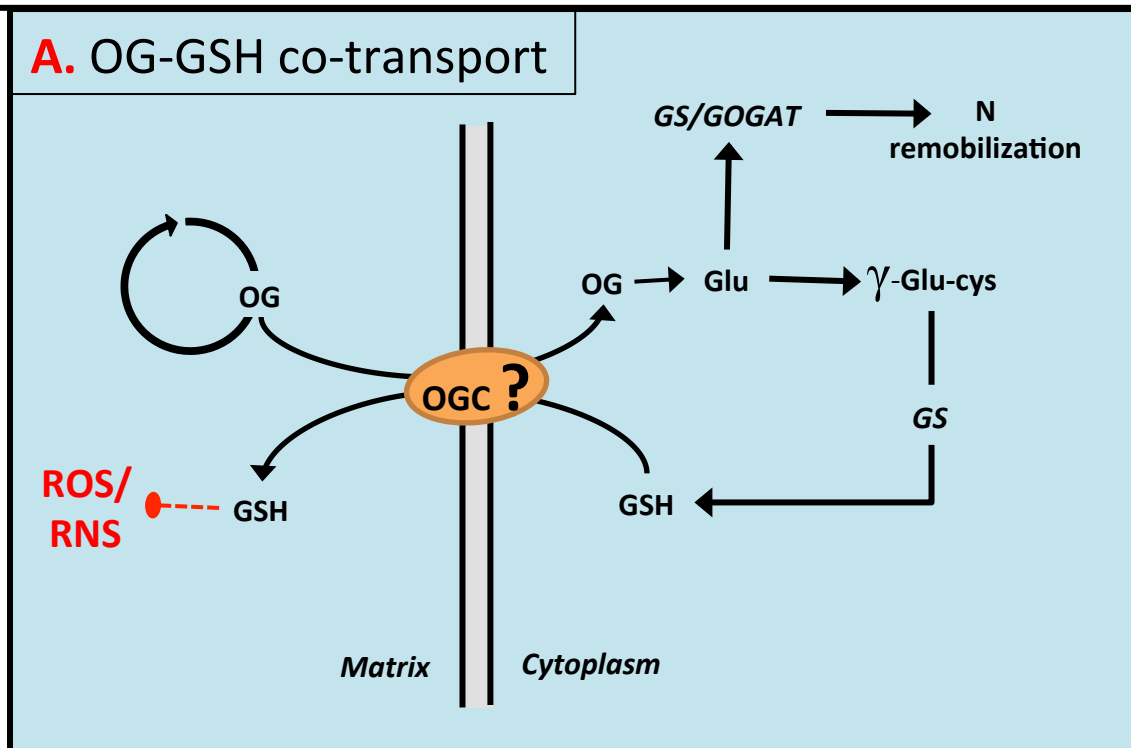 A. OG-GSH co-transport
GS/GOGAT
N
remobilization
OG
OG
Glu
γ-Glu-cys
OGC ?
GS
ROS/
RNS
GSH
GSH
Matrix
Cytoplasm